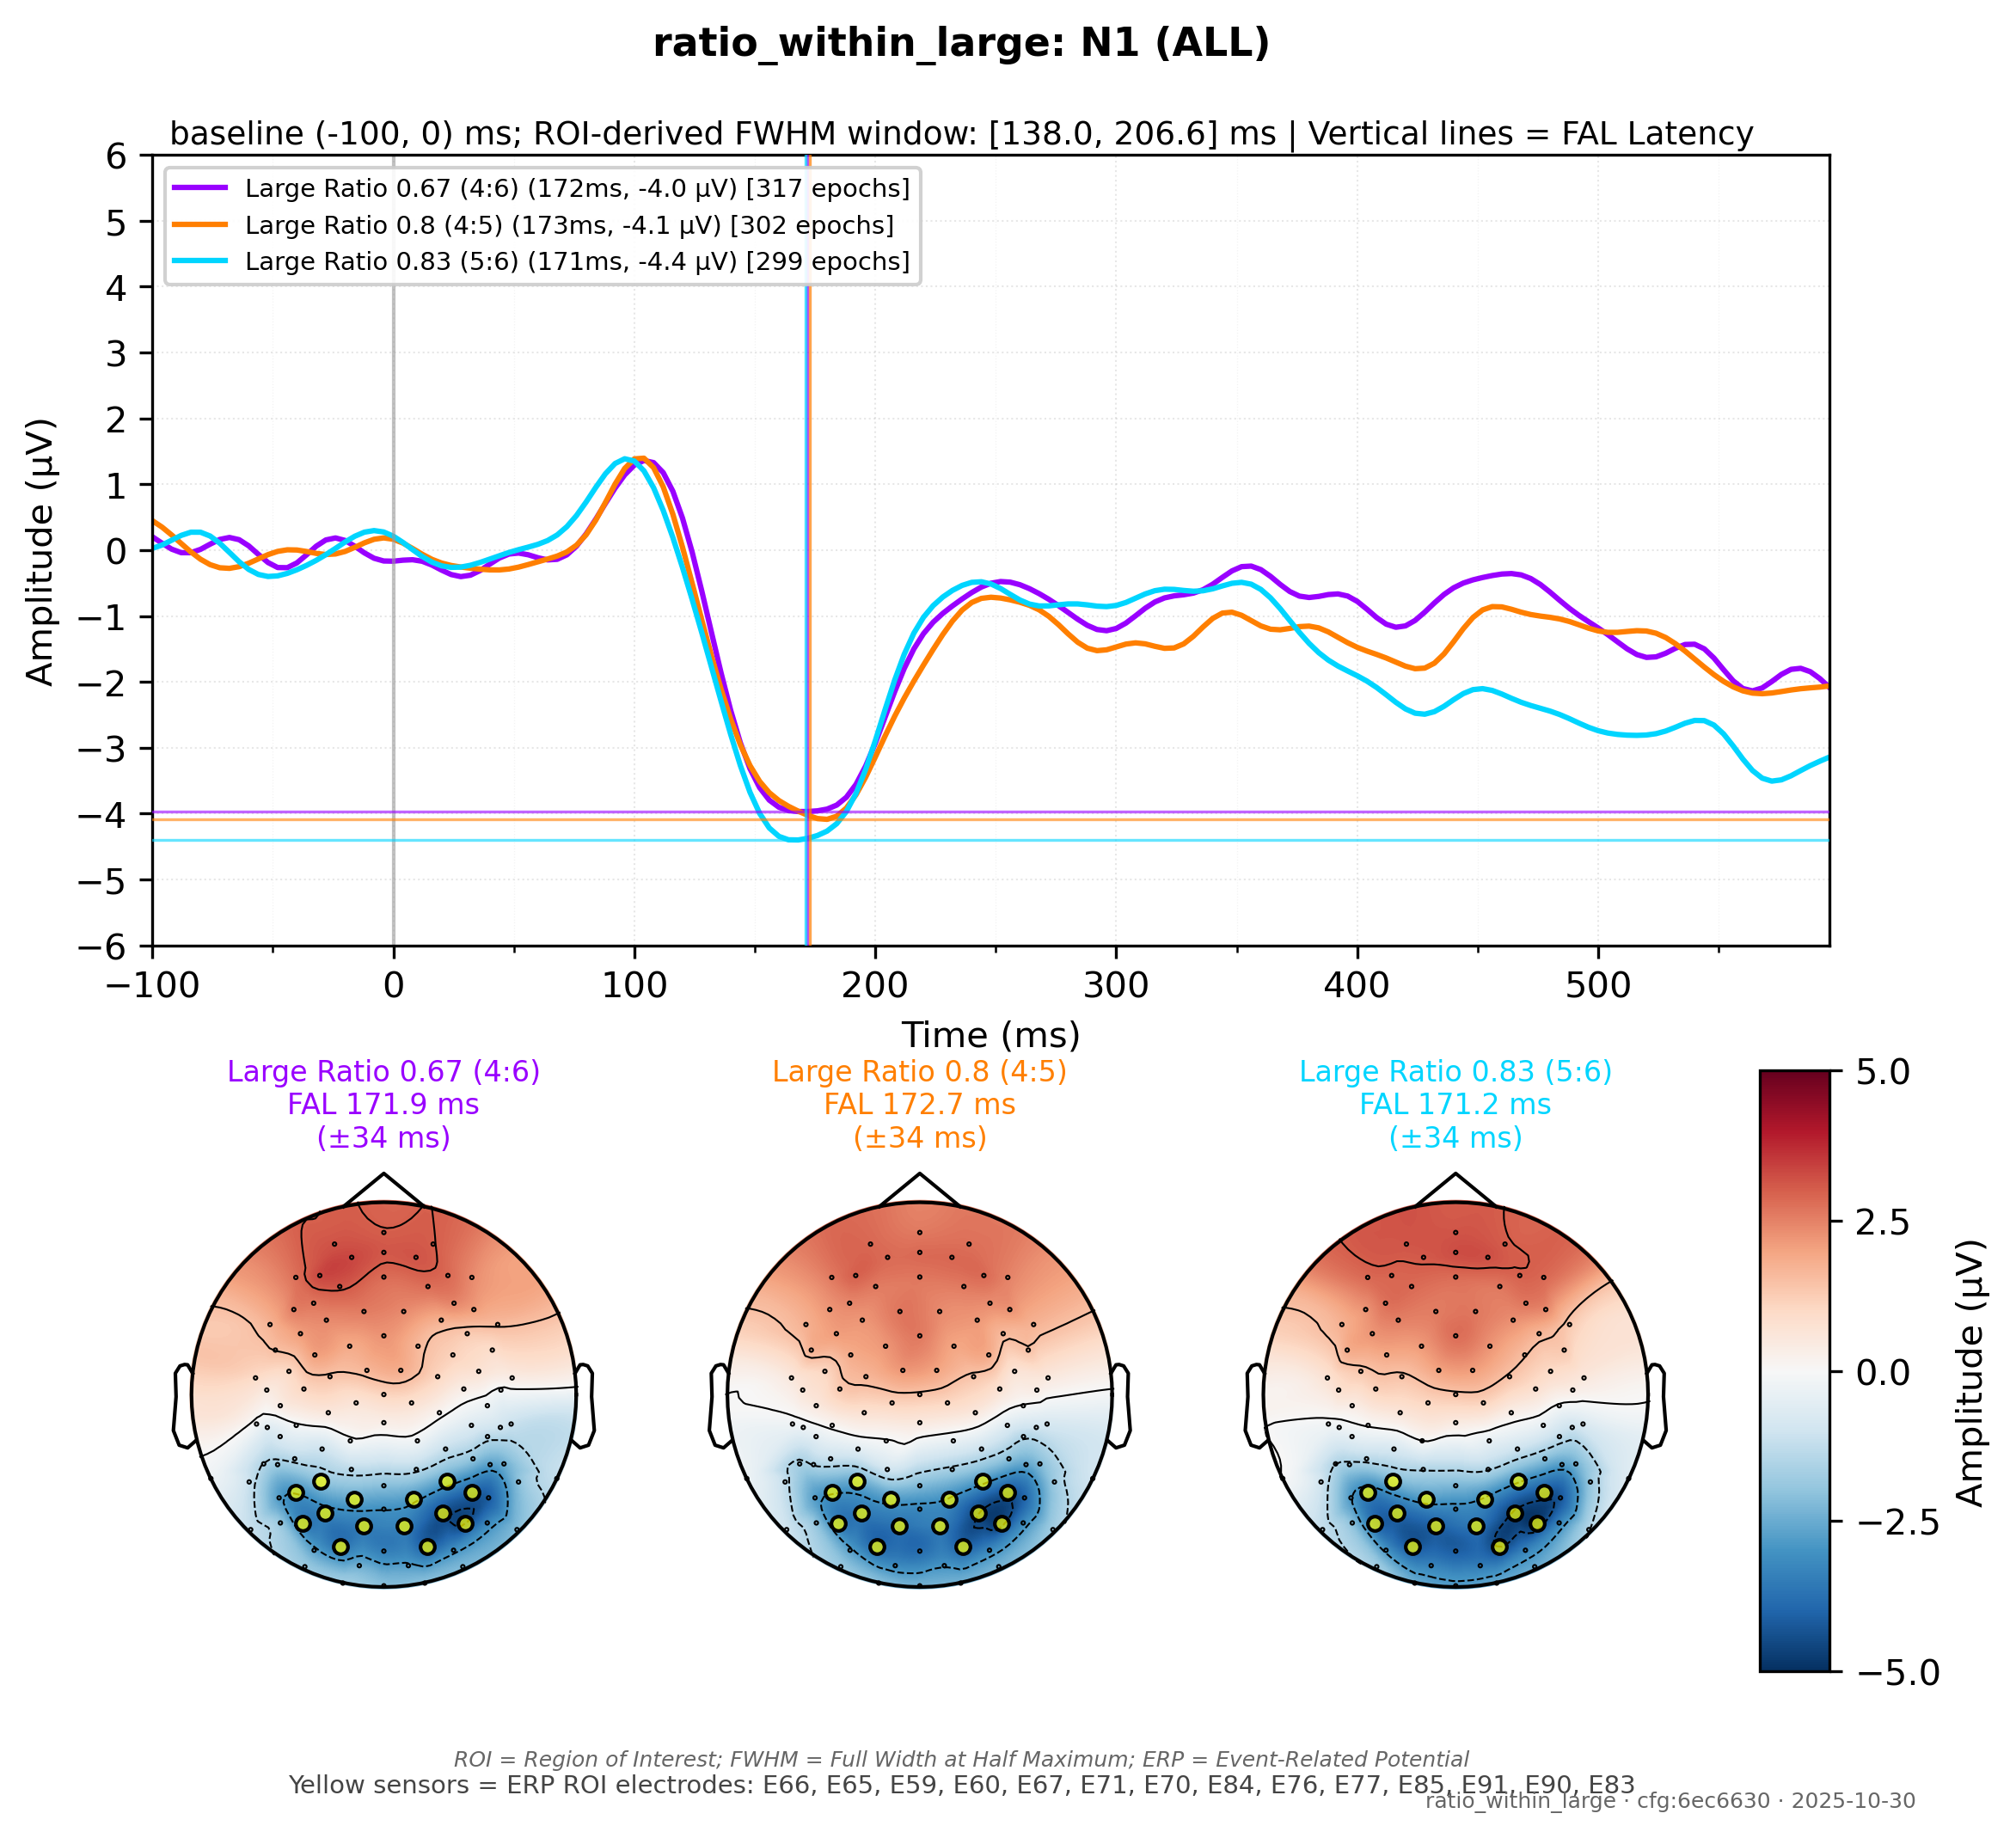 ratio_within_large: N1 (ALL)
baseline (-100, 0) ms; ROI-derived FWHM window: [138.0, 206.6] ms | Vertical lines = FAL Latency
Large Ratio 0.67 (4:6) (172ms, -4.0 µV) [317 epochs]
Large Ratio 0.8 (4:5) (173ms, -4.1 µV) [302 epochs]
Large Ratio 0.83 (5:6) (171ms, -4.4 µV) [299 epochs]
Amplitude (µV)
6
5
4
3
2
1
0
−1
−2
−3
−4
−5
−6
−100 0 100 200 300 400 500
Time (ms)
Large Ratio 0.67 (4:6)
FAL 171.9 ms
(±34 ms)
Large Ratio 0.8 (4:5)
FAL 172.7 ms
(±34 ms)
Large Ratio 0.83 (5:6)
FAL 171.2 ms
(±34 ms)
5.0
2.5
0.0
−2.5
−5.0
Amplitude (µV)
ROI = Region of Interest; FWHM = Full Width at Half Maximum; ERP = Event-Related Potential
Yellow sensors = ERP ROI electrodes: E66, E65, E59, E60, E67, E71, E70, E84, E76, E77, E85, E91, E90, E83
ratio_within_large · cfg:6ec6630 · 2025-10-30